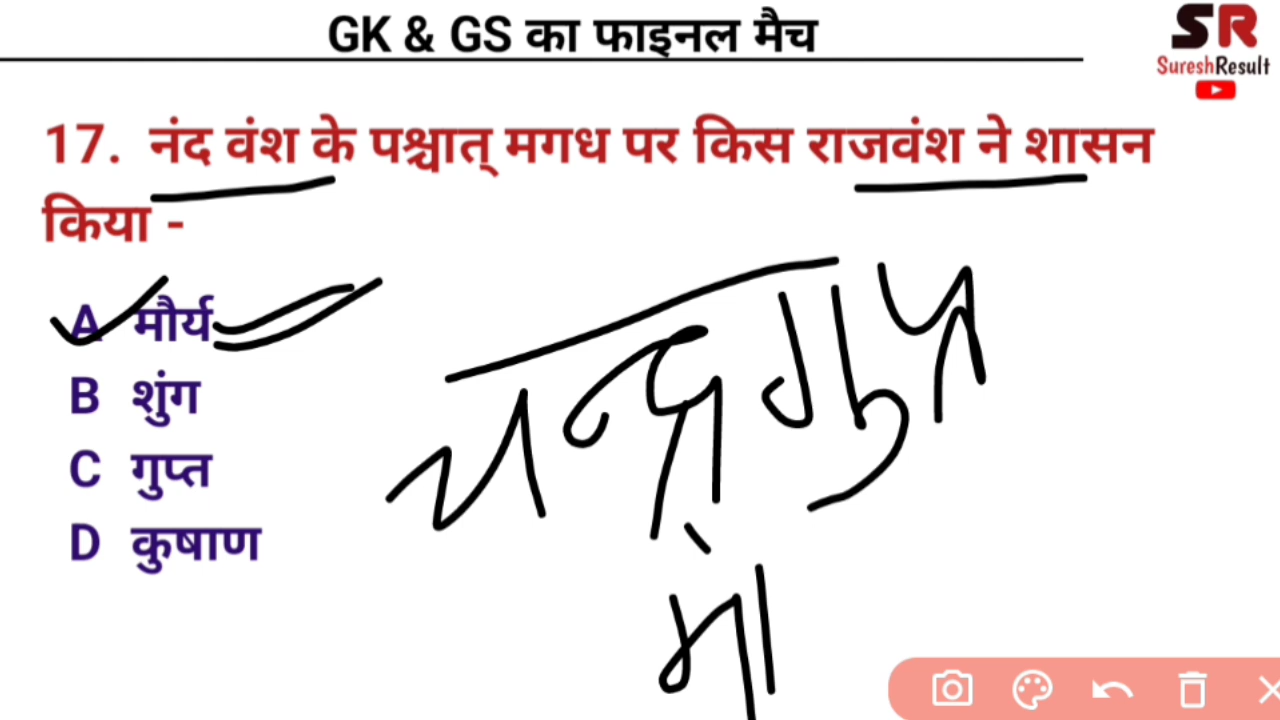 GK & GS का फाइनल मैच
SR
SureshResult
17. नंद वंश के पश्चात् मगध पर किस राजवंश ने शासन
किया -
A मौर्य
B शुंग
C गुप्त
D कुषाण
चन्द्रगुप्त